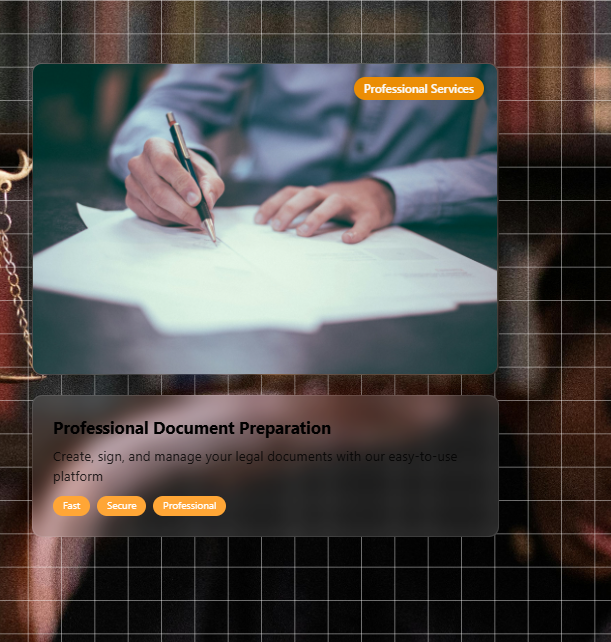 Professional Services
Professional Document Preparation
Create, sign, and manage your legal documents with our easy-to-use
platform
Fast
Secure
Professional